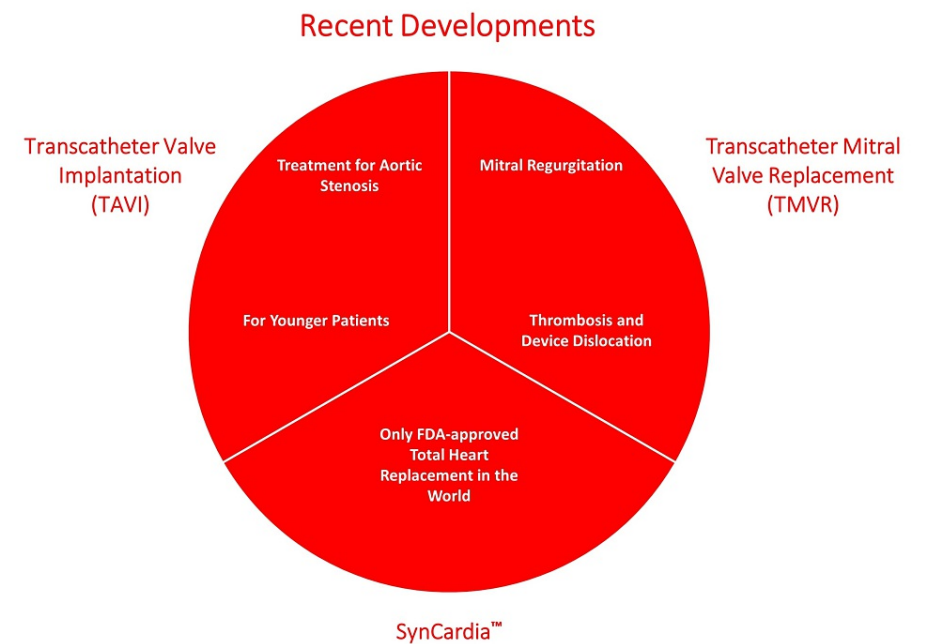 Recent Developments
Transcatheter Valve
Implantation
(TAVI)
Treatment for Aortic
Stenosis
For Younger Patients
Mitral Regurgitation
Thrombosis and
Device Dislocation
Transcatheter Mitral
Valve Replacement
(TMVR)
Only FDA-approved
Total Heart
Replacement in the
World
SynCardia™